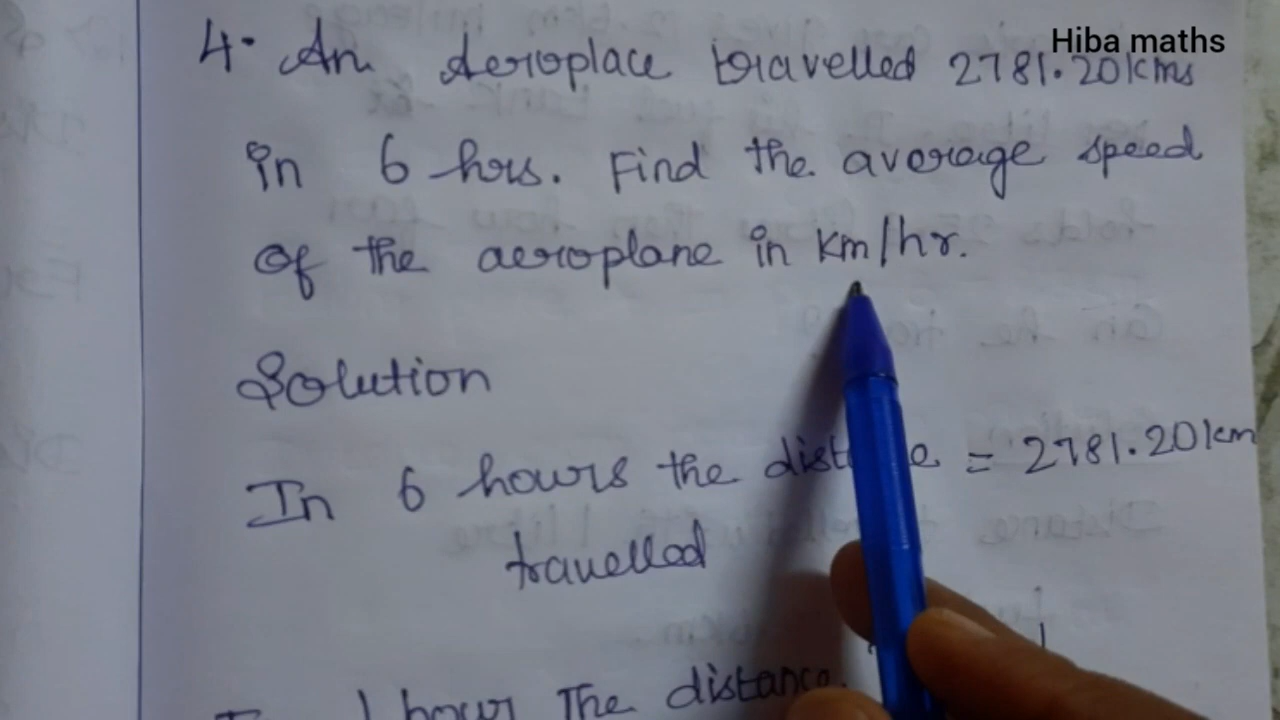 Hiba maths
4. An Aeroplace travelled 2781.20kms
in 6 hrs. Find the average speed
of the aeroplane in km/hr.
Solution
In 6 hours the = 2781.20km
travelled
1 hour The distance